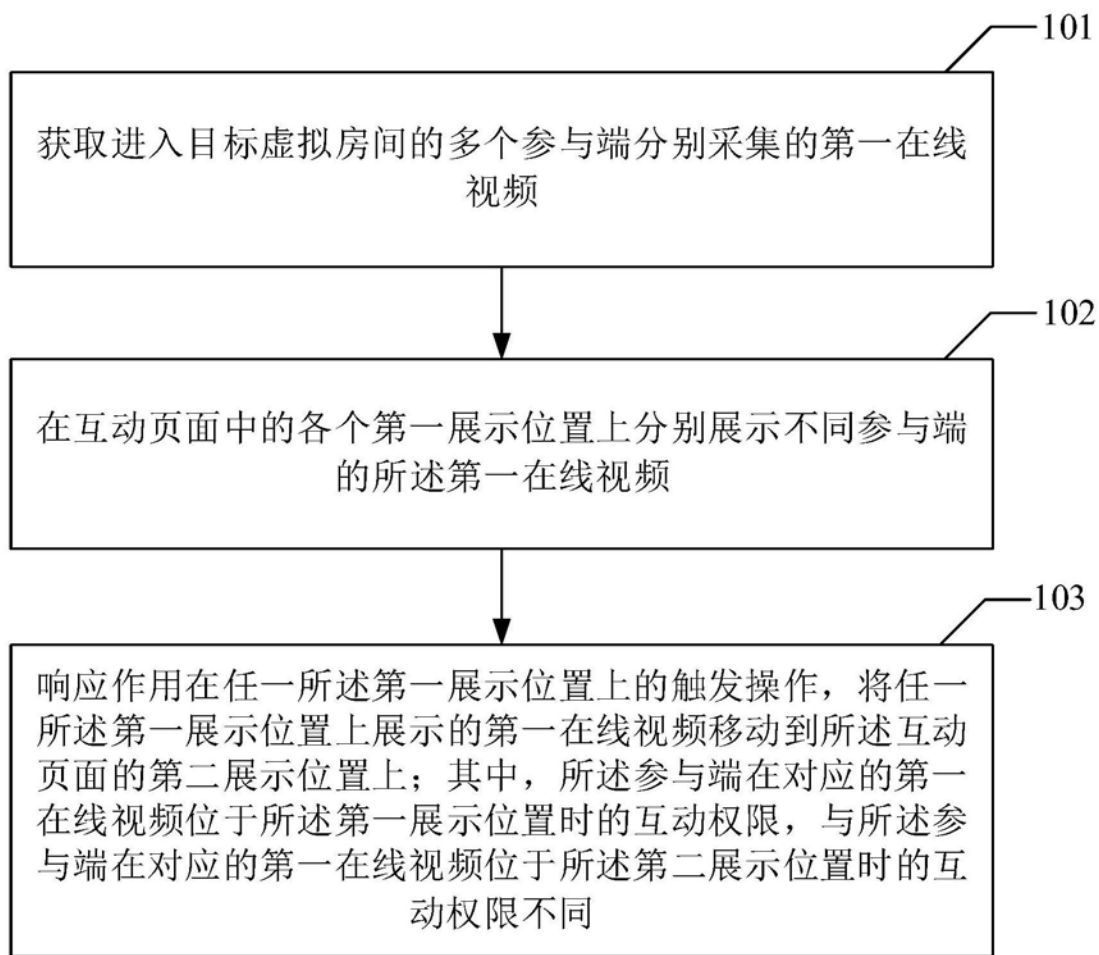 101
获取进入目标虚拟房间的多个参与端分别采集的第一在线
视频
102
在互动页面中的各个第一展示位置上分别展示不同参与端
的所述第一在线视频
103
响应作用在任一所述第一展示位置上的触发操作，将任一
所述第一展示位置上展示的第一在线视频移动到所述互动
页面的第二展示位置上；其中，所述参与端在对应的第一
在线视频位于所述第一展示位置时的互动权限，与所述参
与端在对应的第一在线视频位于所述第二展示位置时的互
动权限不同